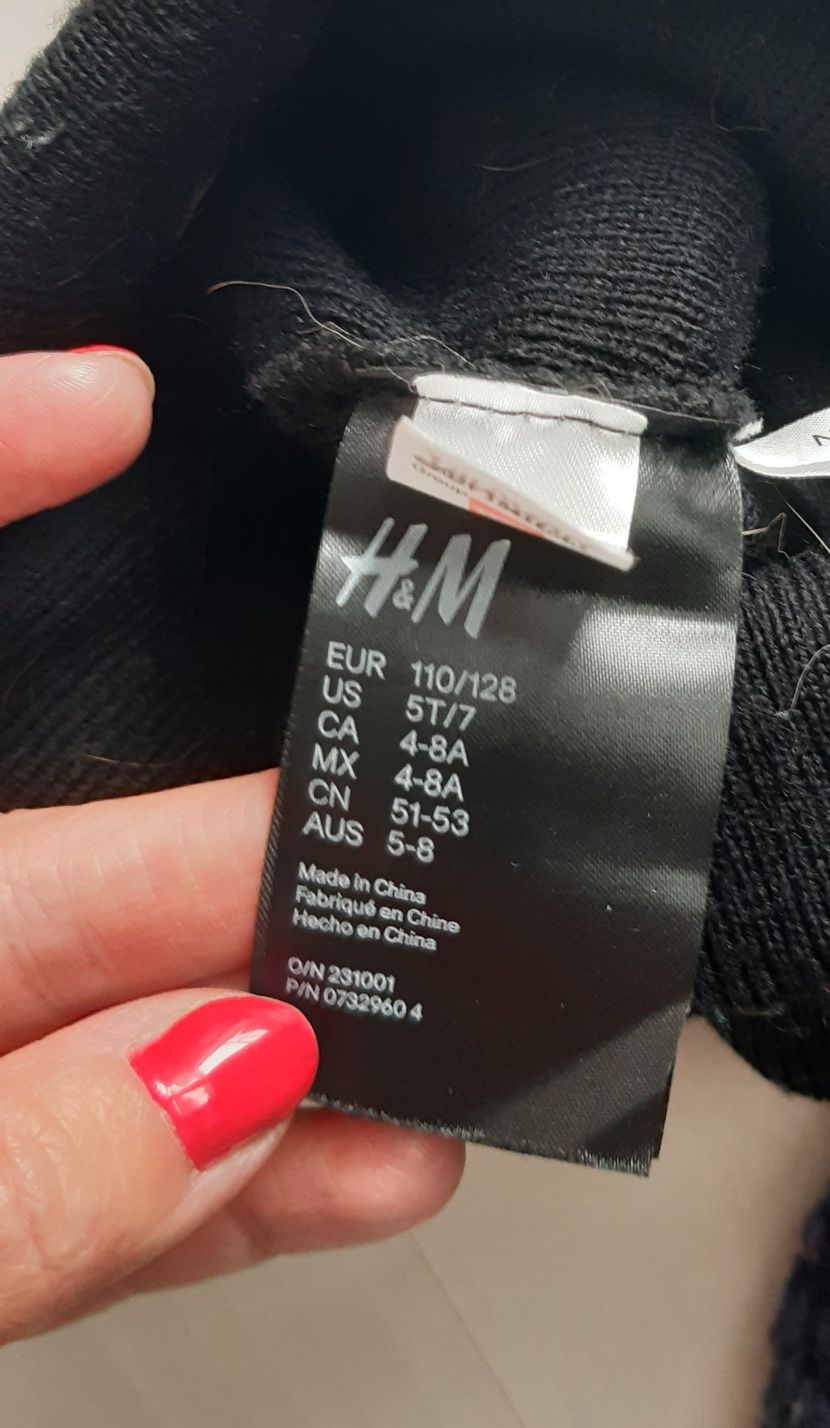 Group
H&M
EUR 110/128
US 5T/7
CA 4-8A
MX 4-8A
CN 51-53
AUS 5-8
Made in China
Fabriqué en Chine
Hecho en China
O/N 231001
P/N 0732960 4